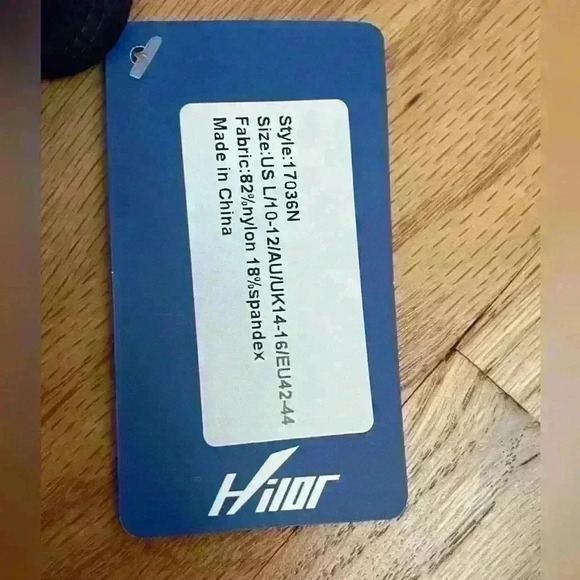 Style:17036N
Size:US L/10-12/AU/UK14-16/EU42-44
Fabric:82%nylon 18%spandex
Made in China
Hilor